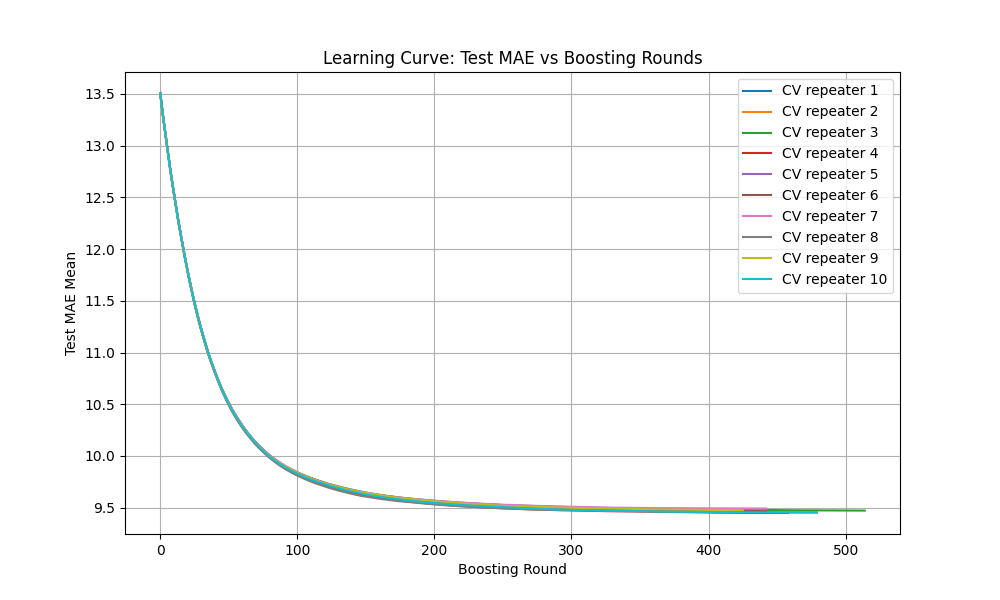 Learning Curve: Test MAE vs Boosting Rounds
Test MAE Mean
13.5
13.0
12.5
12.0
11.5
11.0
10.5
10.0
9.5
CV repeater 1
CV repeater 2
CV repeater 3
CV repeater 4
CV repeater 5
CV repeater 6
CV repeater 7
CV repeater 8
CV repeater 9
CV repeater 10
0 100 200 300 400 500
Boosting Round